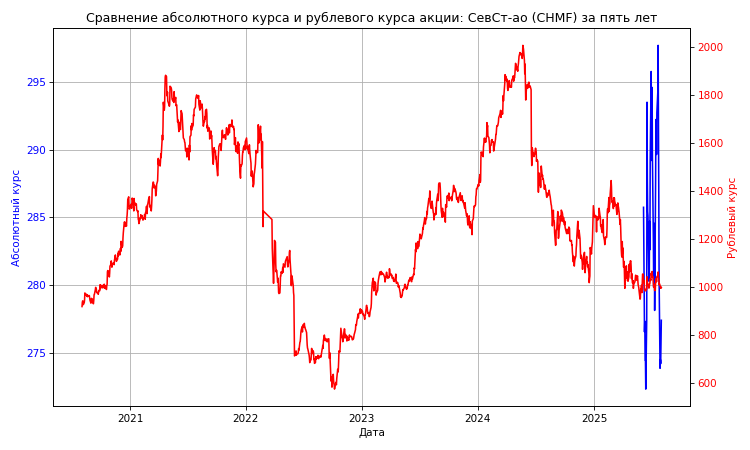 Сравнение абсолютного курса и рублевого курса акции: СевСт-ао (CHMF) за пять лет
295
290
285
280
275
Абсолютный курс
2000
1800
1600
1400
1200
1000
800
600
Рублевый курс
2021 2022 2023 2024 2025
Дата